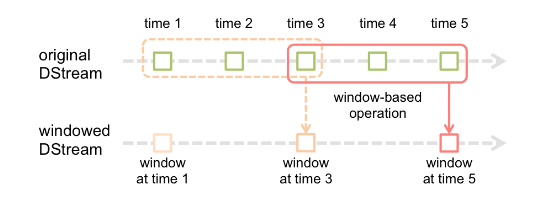 time 1 time 2 time 3 time 4 time 5
original
DStream
window-based
operation
windowed
DStream
window
at time 1
window
at time 3
window
at time 5